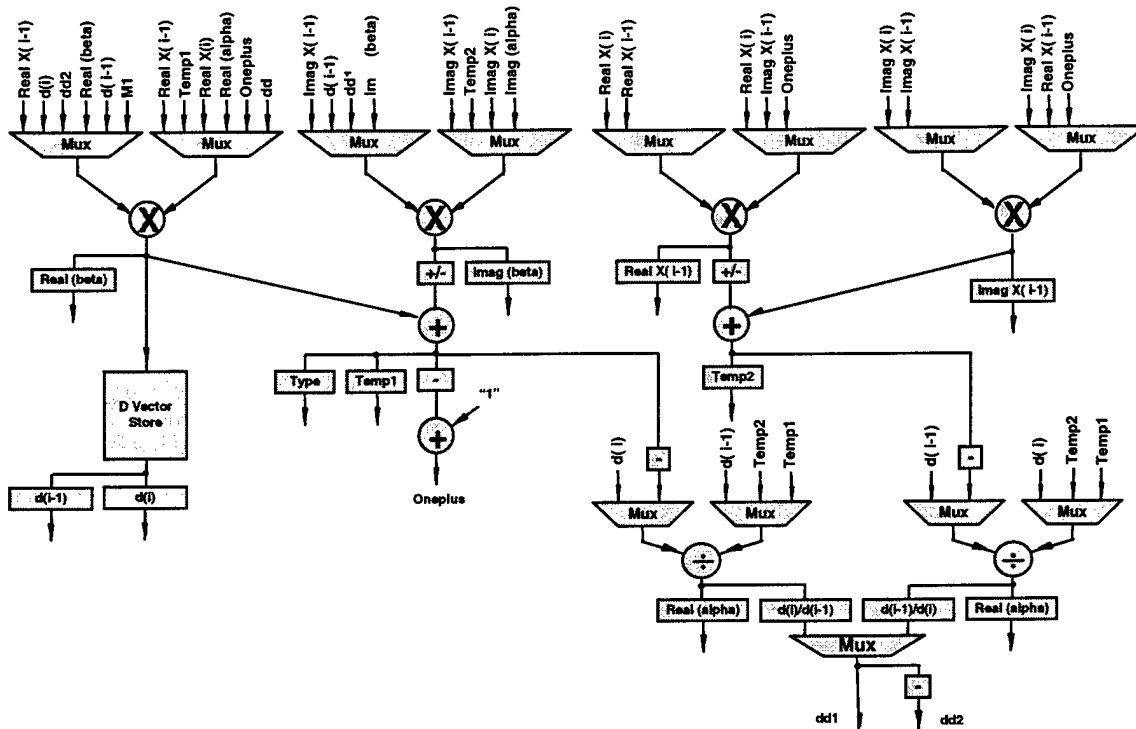 Real X( i-1)
d(i)
dd2
Real (beta)
d( i-1)
M1
Real X( i-1)
Temp1
Real X(i)
Real (alpha)
Oneplus
dd
Imag X( i-1)
d( i-1)
dd1
Im (beta)
Imag X( i-1)
Temp2
Imag X( i)
Imag (alpha)
Real X( i)
Real X( i-1)
Real X( i)
Imag X( i-1)
Oneplus
Imag X( i)
Imag X( i-1)
Imag X( i)
Real X( i-1)
Oneplus
Mux
Mux
Mux
Mux
Mux
Mux
Mux
Mux
X
X
X
X
Real (beta)
+/-
Imag (beta)
Real X( i-1)
+/-
Imag X( i-1)
+
+
Type
Temp1
-
Temp2
D Vector
Store
"1"
+
Oneplus
d(i-1)
d(i)
d( i)
-
d( i-1)
Temp2
Temp1
d( i-1)
-
d( i)
Temp2
Temp1
Mux
Mux
Mux
Mux
÷
÷
Real (alpha)
d(i)/d(i-1)
d(i-1)/d(i)
Real (alpha)
Mux
-
dd1
dd2